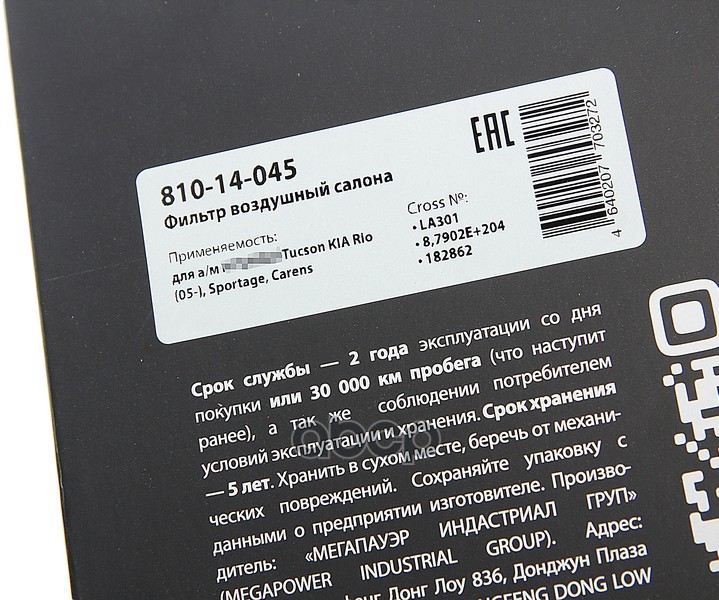 810-14-045
Фильтр воздушный салона
Применяемость:
для а/м Tucson KIA Rio
(05-), Sportage, Carens
Cross №:
• LA301
• 8,7902E+204
• 182862
EAC
4 640207 703272
Срок службы — 2 года эксплуатации со дня
покупки или 30 000 км пробега (что наступит
ранее), а так же соблюдении потребителем
условий эксплуатации и хранения. Срок хранения
— 5 лет. Хранить в сухом месте, беречь от механи-
ческих повреждений. Сохраняйте упаковку с
данными о предприятии изготовителе. Произво-
дитель: «МЕГАПАУЭР ИНДАСТРИАЛ ГРУП»
(MEGAPOWER INDUSTRIAL GROUP). Адрес:
Лонг Лоу 836, Донджун Плаза
DONG LOW
abcp